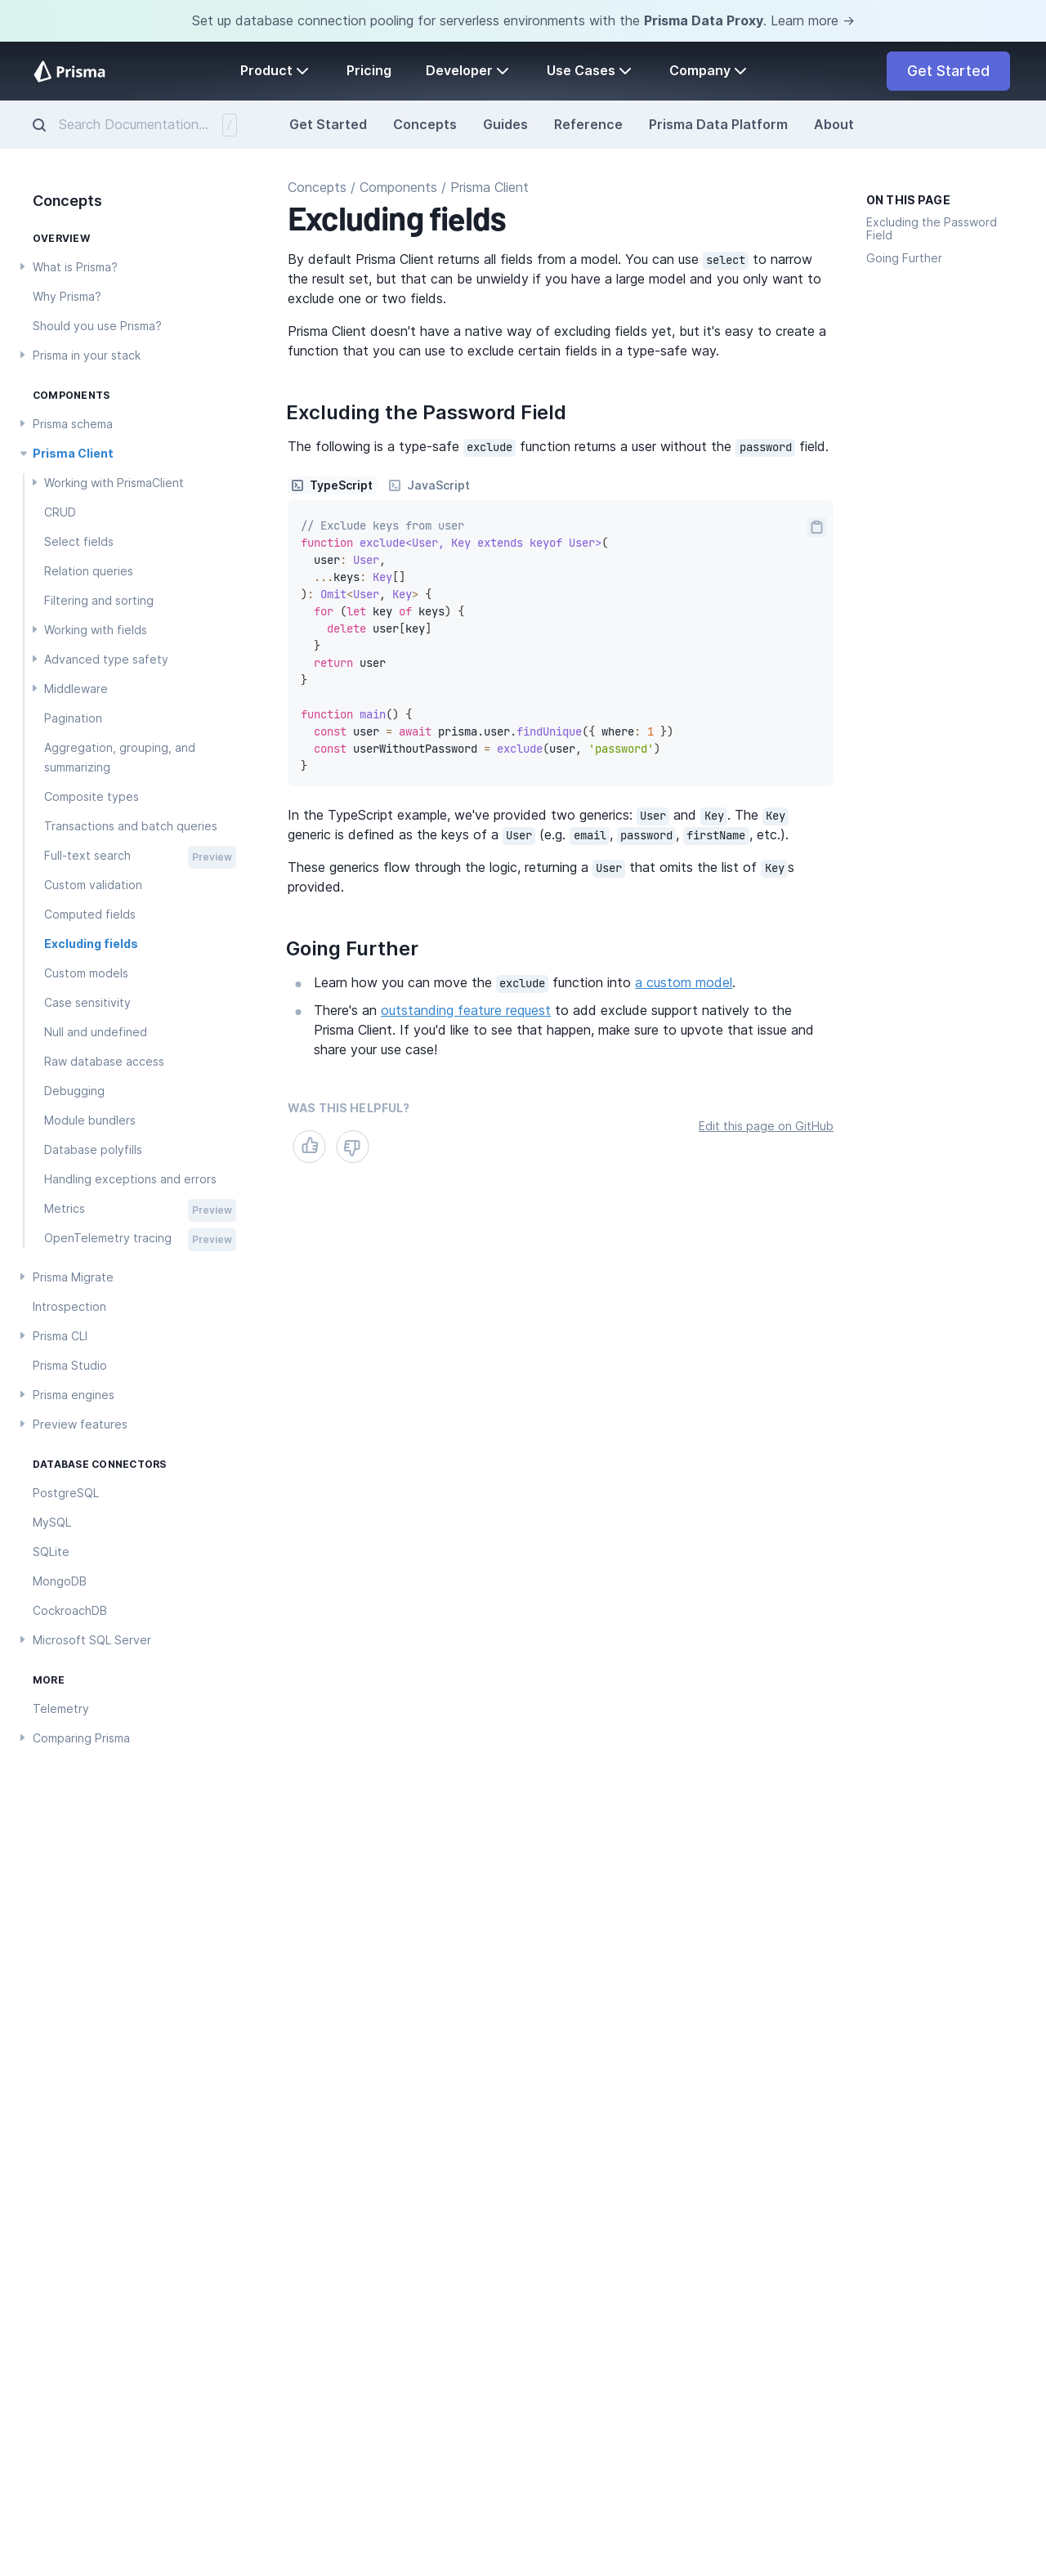 Set up database connection pooling for serverless environments with the Prisma Data Proxy. Learn more →
Prisma
Product
Pricing
Developer
Use Cases
Company
Get Started
Search Documentation...
/
Get Started
Concepts
Guides
Reference
Prisma Data Platform
About
Concepts
OVERVIEW
What is Prisma?
Why Prisma?
Should you use Prisma?
Prisma in your stack
COMPONENTS
Prisma schema
Prisma Client
Working with PrismaClient
CRUD
Select fields
Relation queries
Filtering and sorting
Working with fields
Advanced type safety
Middleware
Pagination
Aggregation, grouping, and
summarizing
Composite types
Transactions and batch queries
Full-text search Preview
Custom validation
Computed fields
Excluding fields
Custom models
Case sensitivity
Null and undefined
Raw database access
Debugging
Module bundlers
Database polyfills
Handling exceptions and errors
Metrics Preview
OpenTelemetry tracing Preview
Prisma Migrate
Introspection
Prisma CLI
Prisma Studio
Prisma engines
Preview features
DATABASE CONNECTORS
PostgreSQL
MySQL
SQLite
MongoDB
CockroachDB
Microsoft SQL Server
MORE
Telemetry
Comparing Prisma
Concepts / Components / Prisma Client
Excluding fields
By default Prisma Client returns all fields from a model. You can use select to narrow
the result set, but that can be unwieldy if you have a large model and you only want to
exclude one or two fields.
Prisma Client doesn't have a native way of excluding fields yet, but it's easy to create a
function that you can use to exclude certain fields in a type-safe way.
Excluding the Password Field
The following is a type-safe exclude function returns a user without the password field.
TypeScript
JavaScript
// Exclude keys from user
function exclude<User, Key extends keyof User>(
  user: User,
  ...keys: Key[]
): Omit<User, Key> {
  for (let key of keys) {
    delete user[key]
  }
  return user
}
function main() {
  const user = await prisma.user.findUnique({ where: 1 })
  const userWithoutPassword = exclude(user, 'password')
}
In the TypeScript example, we've provided two generics: User and Key. The Key
generic is defined as the keys of a User (e.g. email, password, firstName, etc.).
These generics flow through the logic, returning a User that omits the list of Keys
provided.
Going Further
Learn how you can move the exclude function into a custom model.
There's an outstanding feature request to add exclude support natively to the
Prisma Client. If you'd like to see that happen, make sure to upvote that issue and
share your use case!
WAS THIS HELPFUL?
Edit this page on GitHub
ON THIS PAGE
Excluding the Password
Field
Going Further